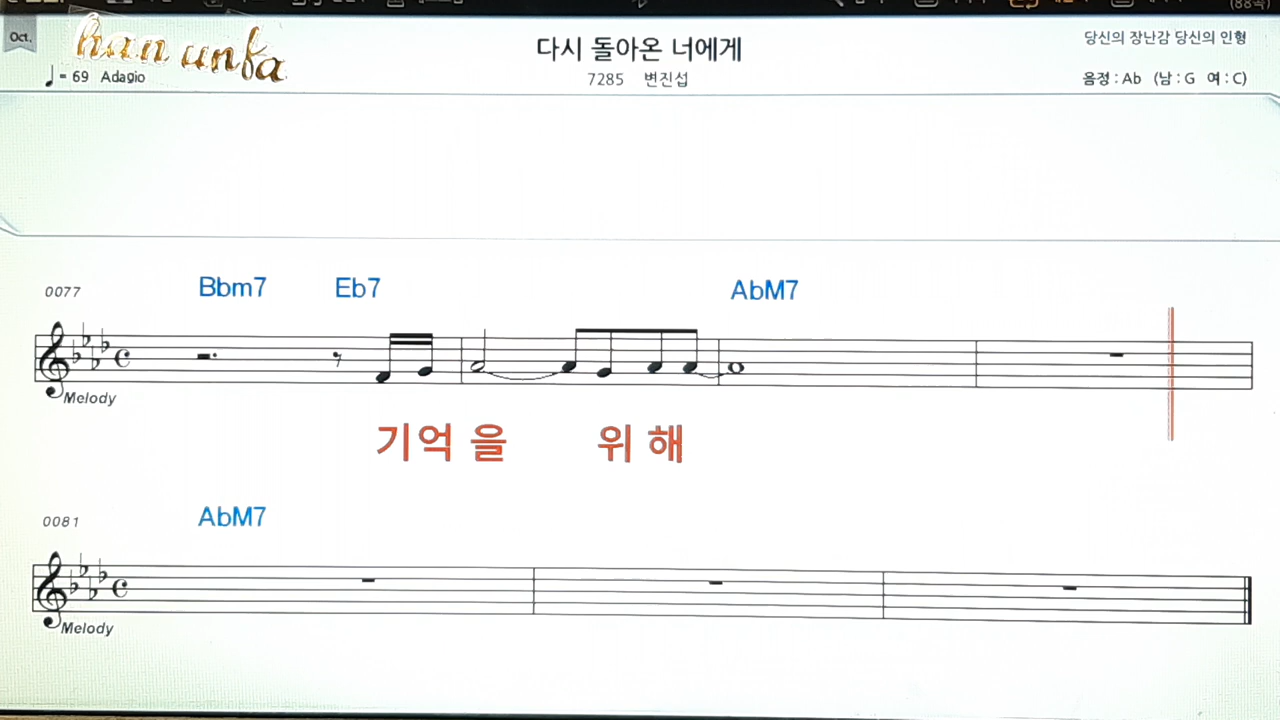 Oct.
han unfa
다시 돌아온 너에게
당신의 장난감 당신의 인형
= 69 Adagio
7285 변진섭
음정 : Ab (남 : G 여 : C)
0077
Bbm7 Eb7 AbM7
Melody
기억을 위해
0081
AbM7
Melody